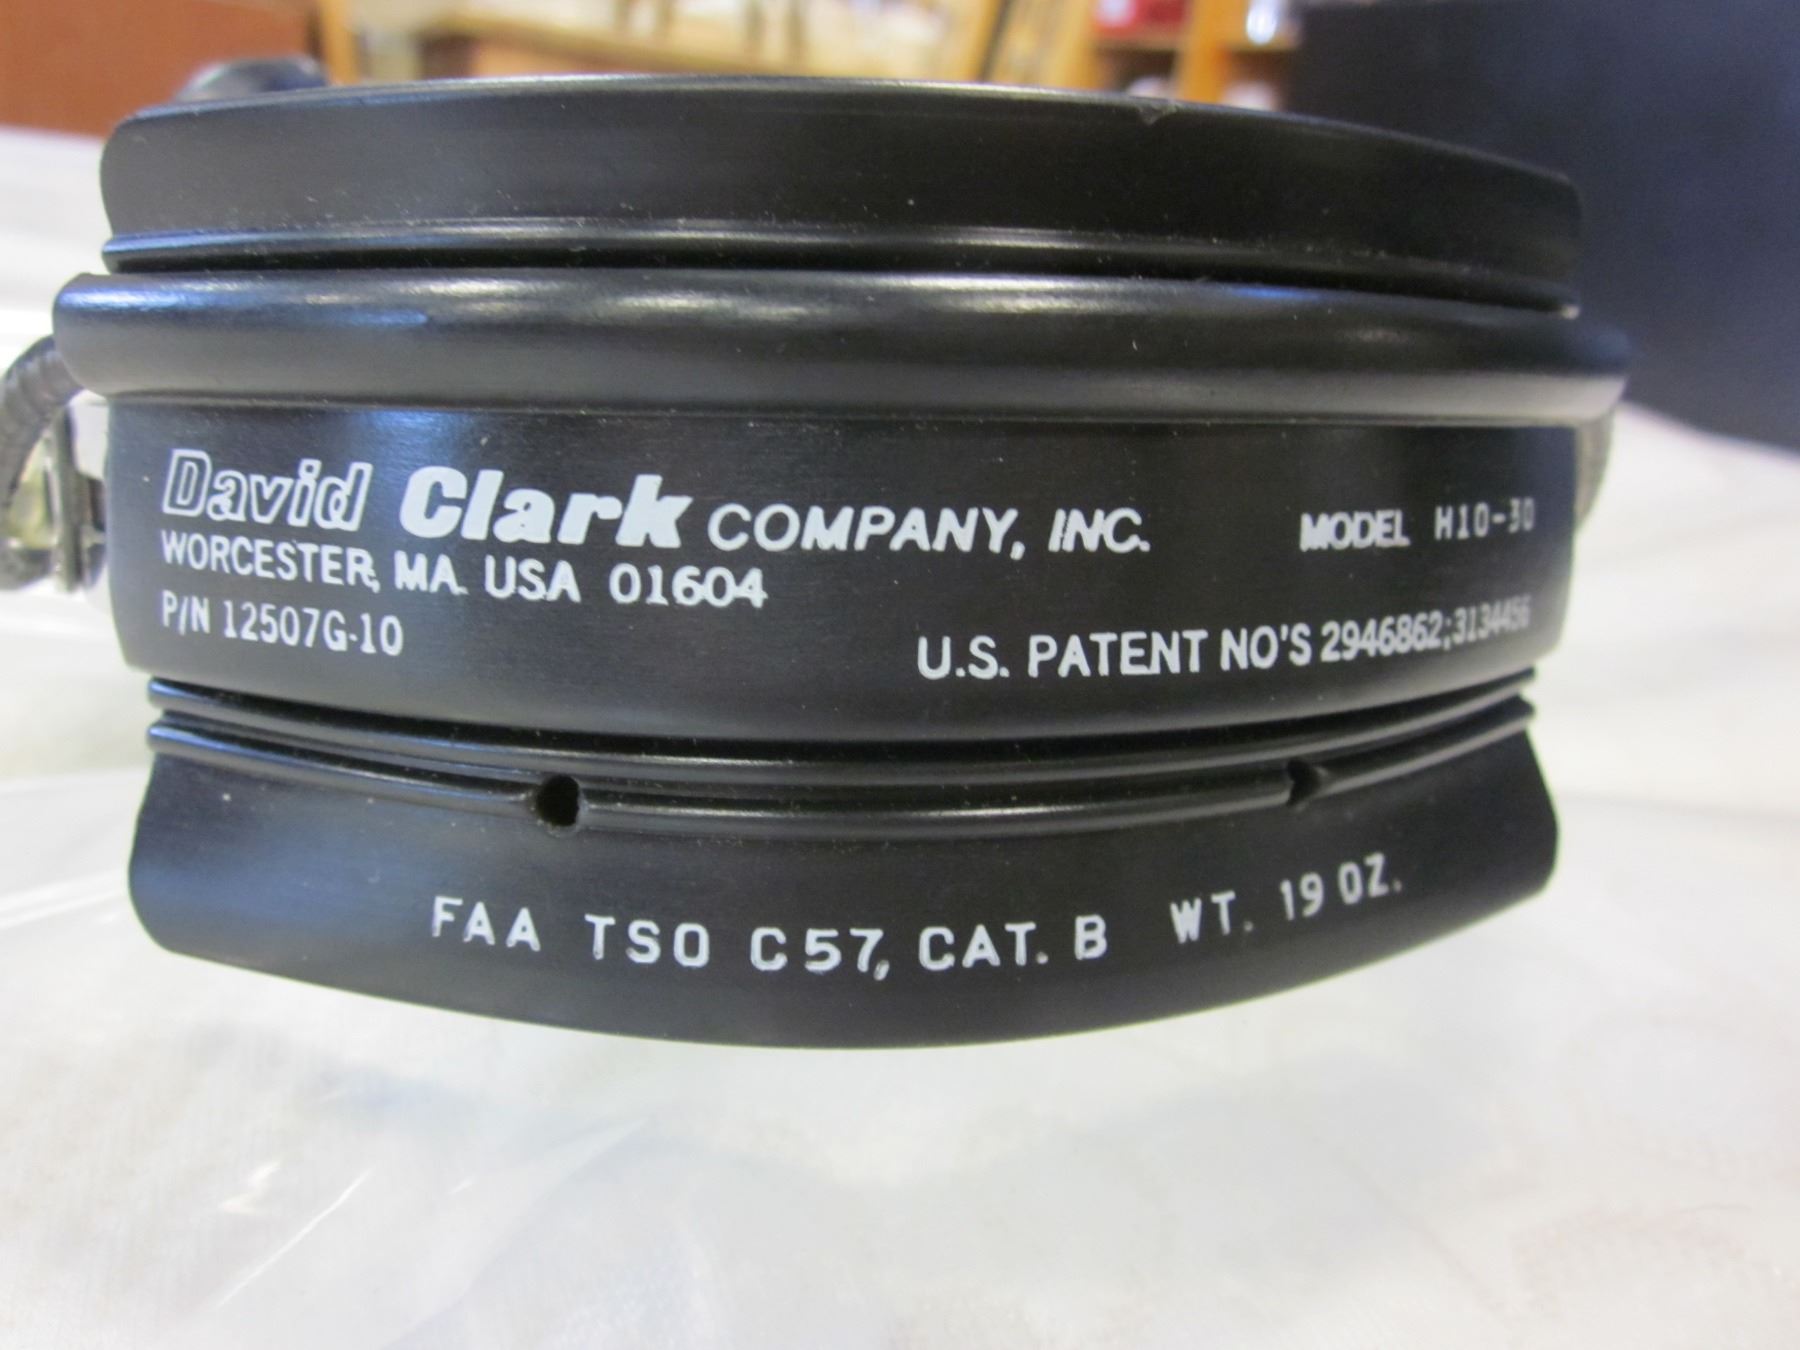 David Clark COMPANY, INC. MODEL H10-30
WORCESTER, MA. USA 01604
P/N 12507G-10
U.S. PATENT NO'S 2946862;3134456
FAA TSO C57, CAT. B WT. 19 OZ.